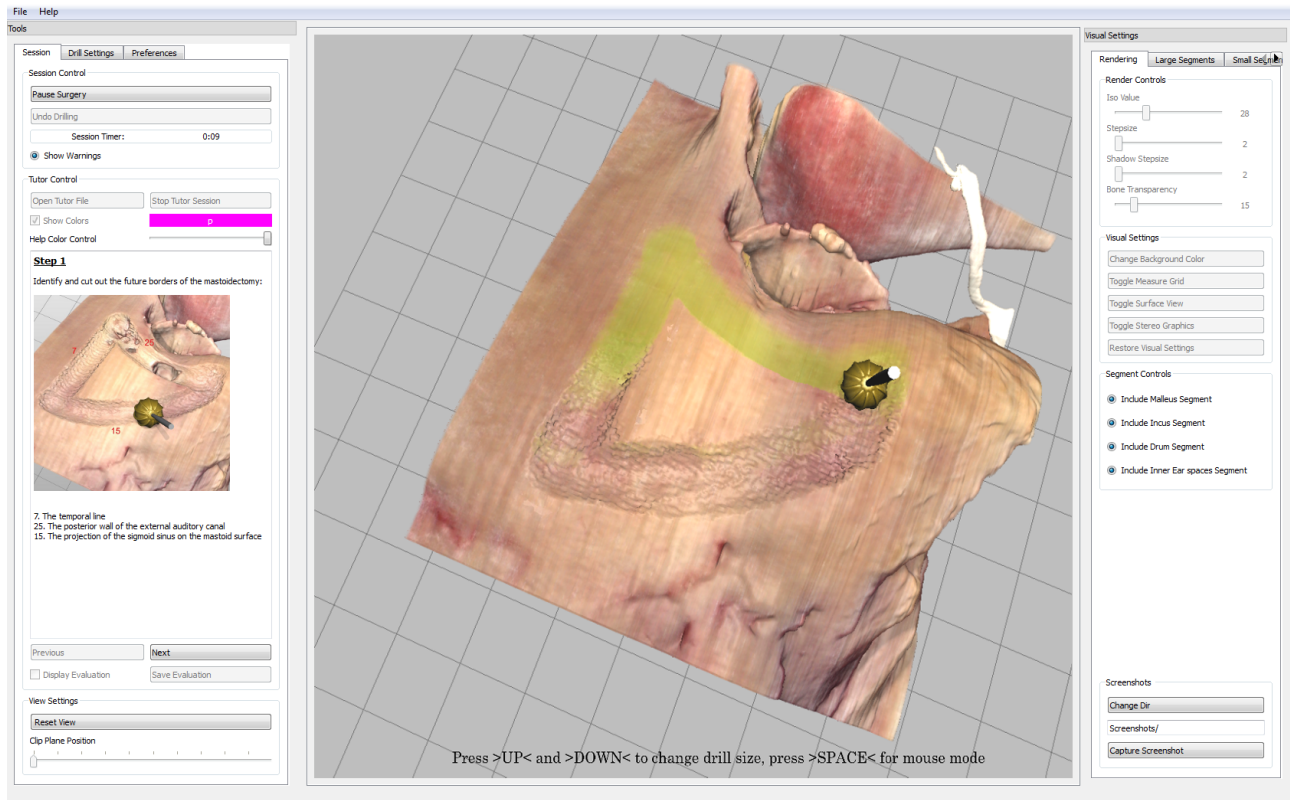 File Help
Tools
Session Drill Settings Preferences
Session Control
Pause Surgery
Undo Drilling
Session Timer: 0:09
Show Warnings
Tutor Control
Open Tutor File Stop Tutor Session
Show Colors p
Help Color Control
Step 1
Identify and cut out the future borders of the mastoidectomy:
7
25
15
7. The temporal line
25. The posterior wall of the external auditory canal
15. The projection of the sigmoid sinus on the mastoid surface
Previous Next
Display Evaluation Save Evaluation
View Settings
Reset View
Clip Plane Position
Press >UP< and >DOWN< to change drill size, press >SPACE< for mouse mode
Visual Settings
Rendering Large Segments Small Segmen
Render Controls
Iso Value
28
Stepsize
2
Shadow Stepsize
2
Bone Transparency
15
Visual Settings
Change Background Color
Toggle Measure Grid
Toggle Surface View
Toggle Stereo Graphics
Restore Visual Settings
Segment Controls
Include Malleus Segment
Include Incus Segment
Include Drum Segment
Include Inner Ear spaces Segment
Screenshots
Change Dir
Screenshots/
Capture Screenshot